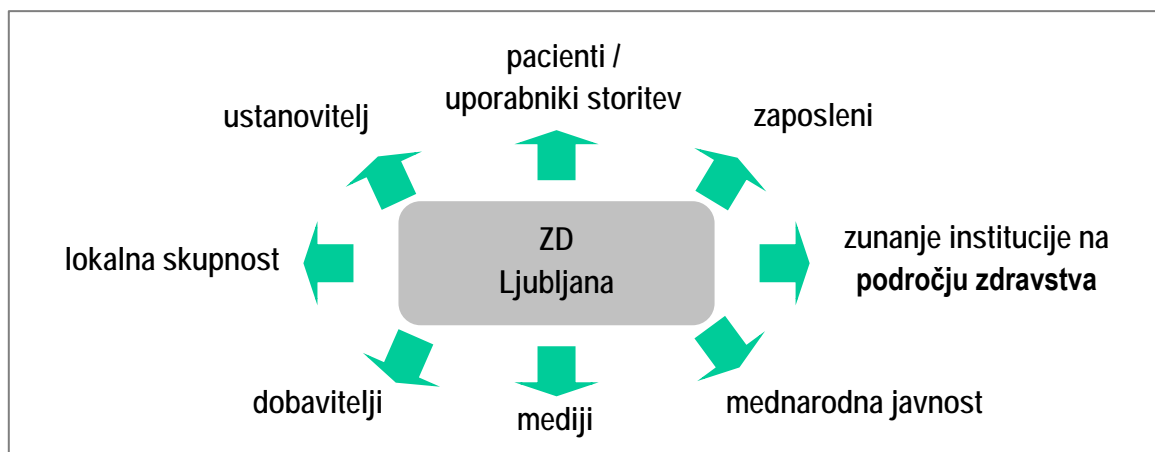 pacienti /
uporabniki storitev
ustanovitelj
zaposleni
lokalna skupnost
ZD
Ljubljana
zunanje institucije na
področju zdravstva
dobavitelji
mediji
mednarodna javnost